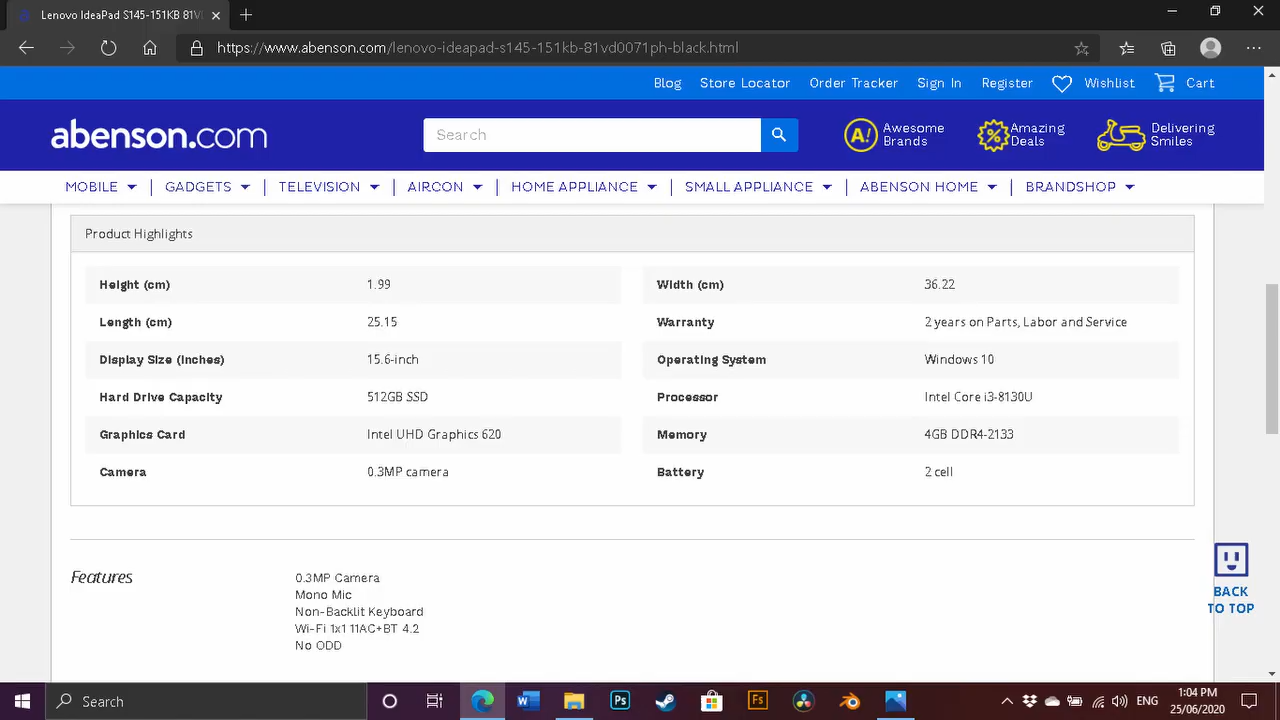 Lenovo IdeaPad S145-151KB 81V
https://www.abenson.com/lenovo-ideapad-s145-151kb-81vd0071ph-black.html
Blog Store Locator Order Tracker Sign In Register Wishlist Cart
abenson.com
Search
A! Awesome Brands
% Amazing Deals
Delivering Smiles
MOBILE | GADGETS | TELEVISION | AIRCON | HOME APPLIANCE | SMALL APPLIANCE | ABENSON HOME | BRANDSHOP
Product Highlights
Height (cm) 1.99 Width (cm) 36.22
Length (cm) 25.15 Warranty 2 years on Parts, Labor and Service
Display Size (Inches) 15.6-inch Operating System Windows 10
Hard Drive Capacity 512GB SSD Processor Intel Core i3-8130U
Graphics Card Intel UHD Graphics 620 Memory 4GB DDR4-2133
Camera 0.3MP camera Battery 2 cell
Features
0.3MP Camera
Mono Mic
Non-Backlit Keyboard
Wi-Fi 1x1 11AC+BT 4.2
No ODD
BACK
TO TOP
Search
W
Ps
Fs
ENG
1:04 PM
25/06/2020